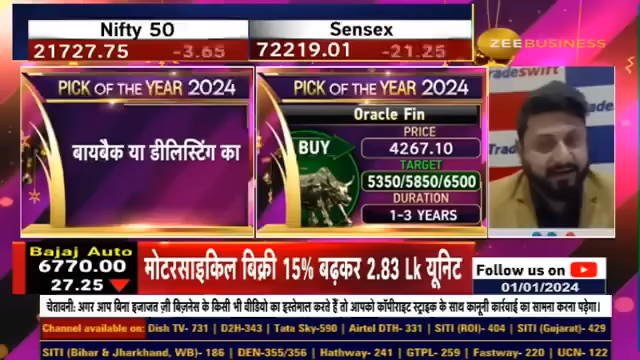 Nifty 50
21727.75 -3.65
Sensex
72219.01 -21.25
ZEE BUSINESS
PICK OF THE YEAR 2024
बायबैक या डीलिस्टिंग का
PICK OF THE YEAR 2024
Oracle Fin
BUY
PRICE
4267.10
TARGET
5350/5850/6500
DURATION
1-3 YEARS
Tradeswift
Bajaj Auto
6770.00
27.25
मोटरसाइकिल बिक्री 15% बढ़कर 2.83 Lk यूनिट
Follow us on
01/01/2024
चेतावनी: अगर आप बिना इजाजत ज़ी बिज़नेस के किसी भी वीडियो का इस्तेमाल करते हैं तो आपको कॉपीराइट स्ट्राइक के साथ कानूनी कार्रवाई का सामना करना पड़ेगा।
Channel available on: Dish TV- 731 | D2H-343 | Tata Sky-590 | Airtel DTH- 331 | SITI (ROI)- 404 | SITI (Gujarat)- 429
SITI (Bihar & Jharkhand, WB)- 186 | DEN-355/356 | Hathway-241 | GTPL- 259 | Fastway- 220 | UCN- 122